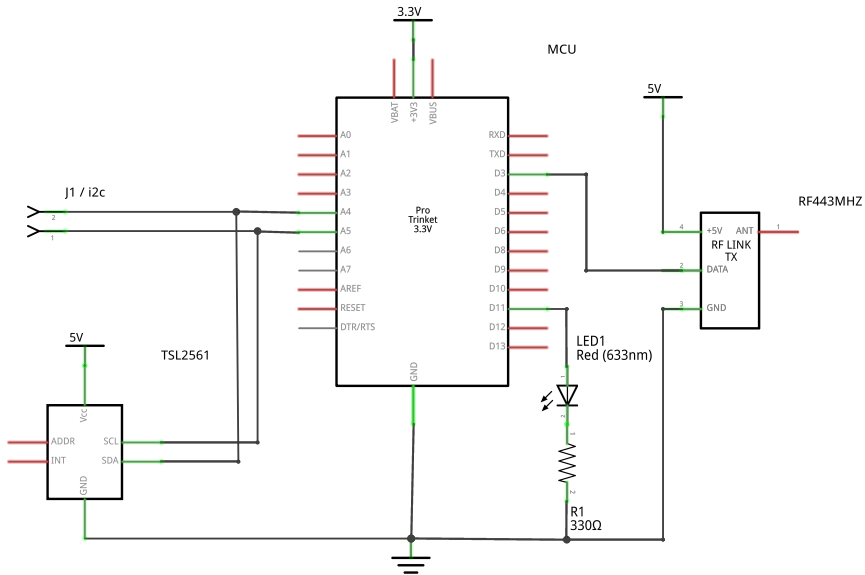 3.3V
MCU
VBAT
+3V3
VBUS
5V
A0
RXD
A1
TXD
A2
D3
A3
D4
J1 / i2c
2
A4
D5
1
A5
D6
A6
D8
A7
D9
AREF
D10
RESET
D11
DTR/RTS
D12
D13
GND
Pro
Trinket
3.3V
RF443MHZ
4
+5V
ANT
1
RF LINK
TX
2
DATA
3
GND
LED1
Red (633nm)
1
2
1
2
R1
330Ω
5V
TSL2561
Vcc
ADDR
SCL
INT
SDA
GND